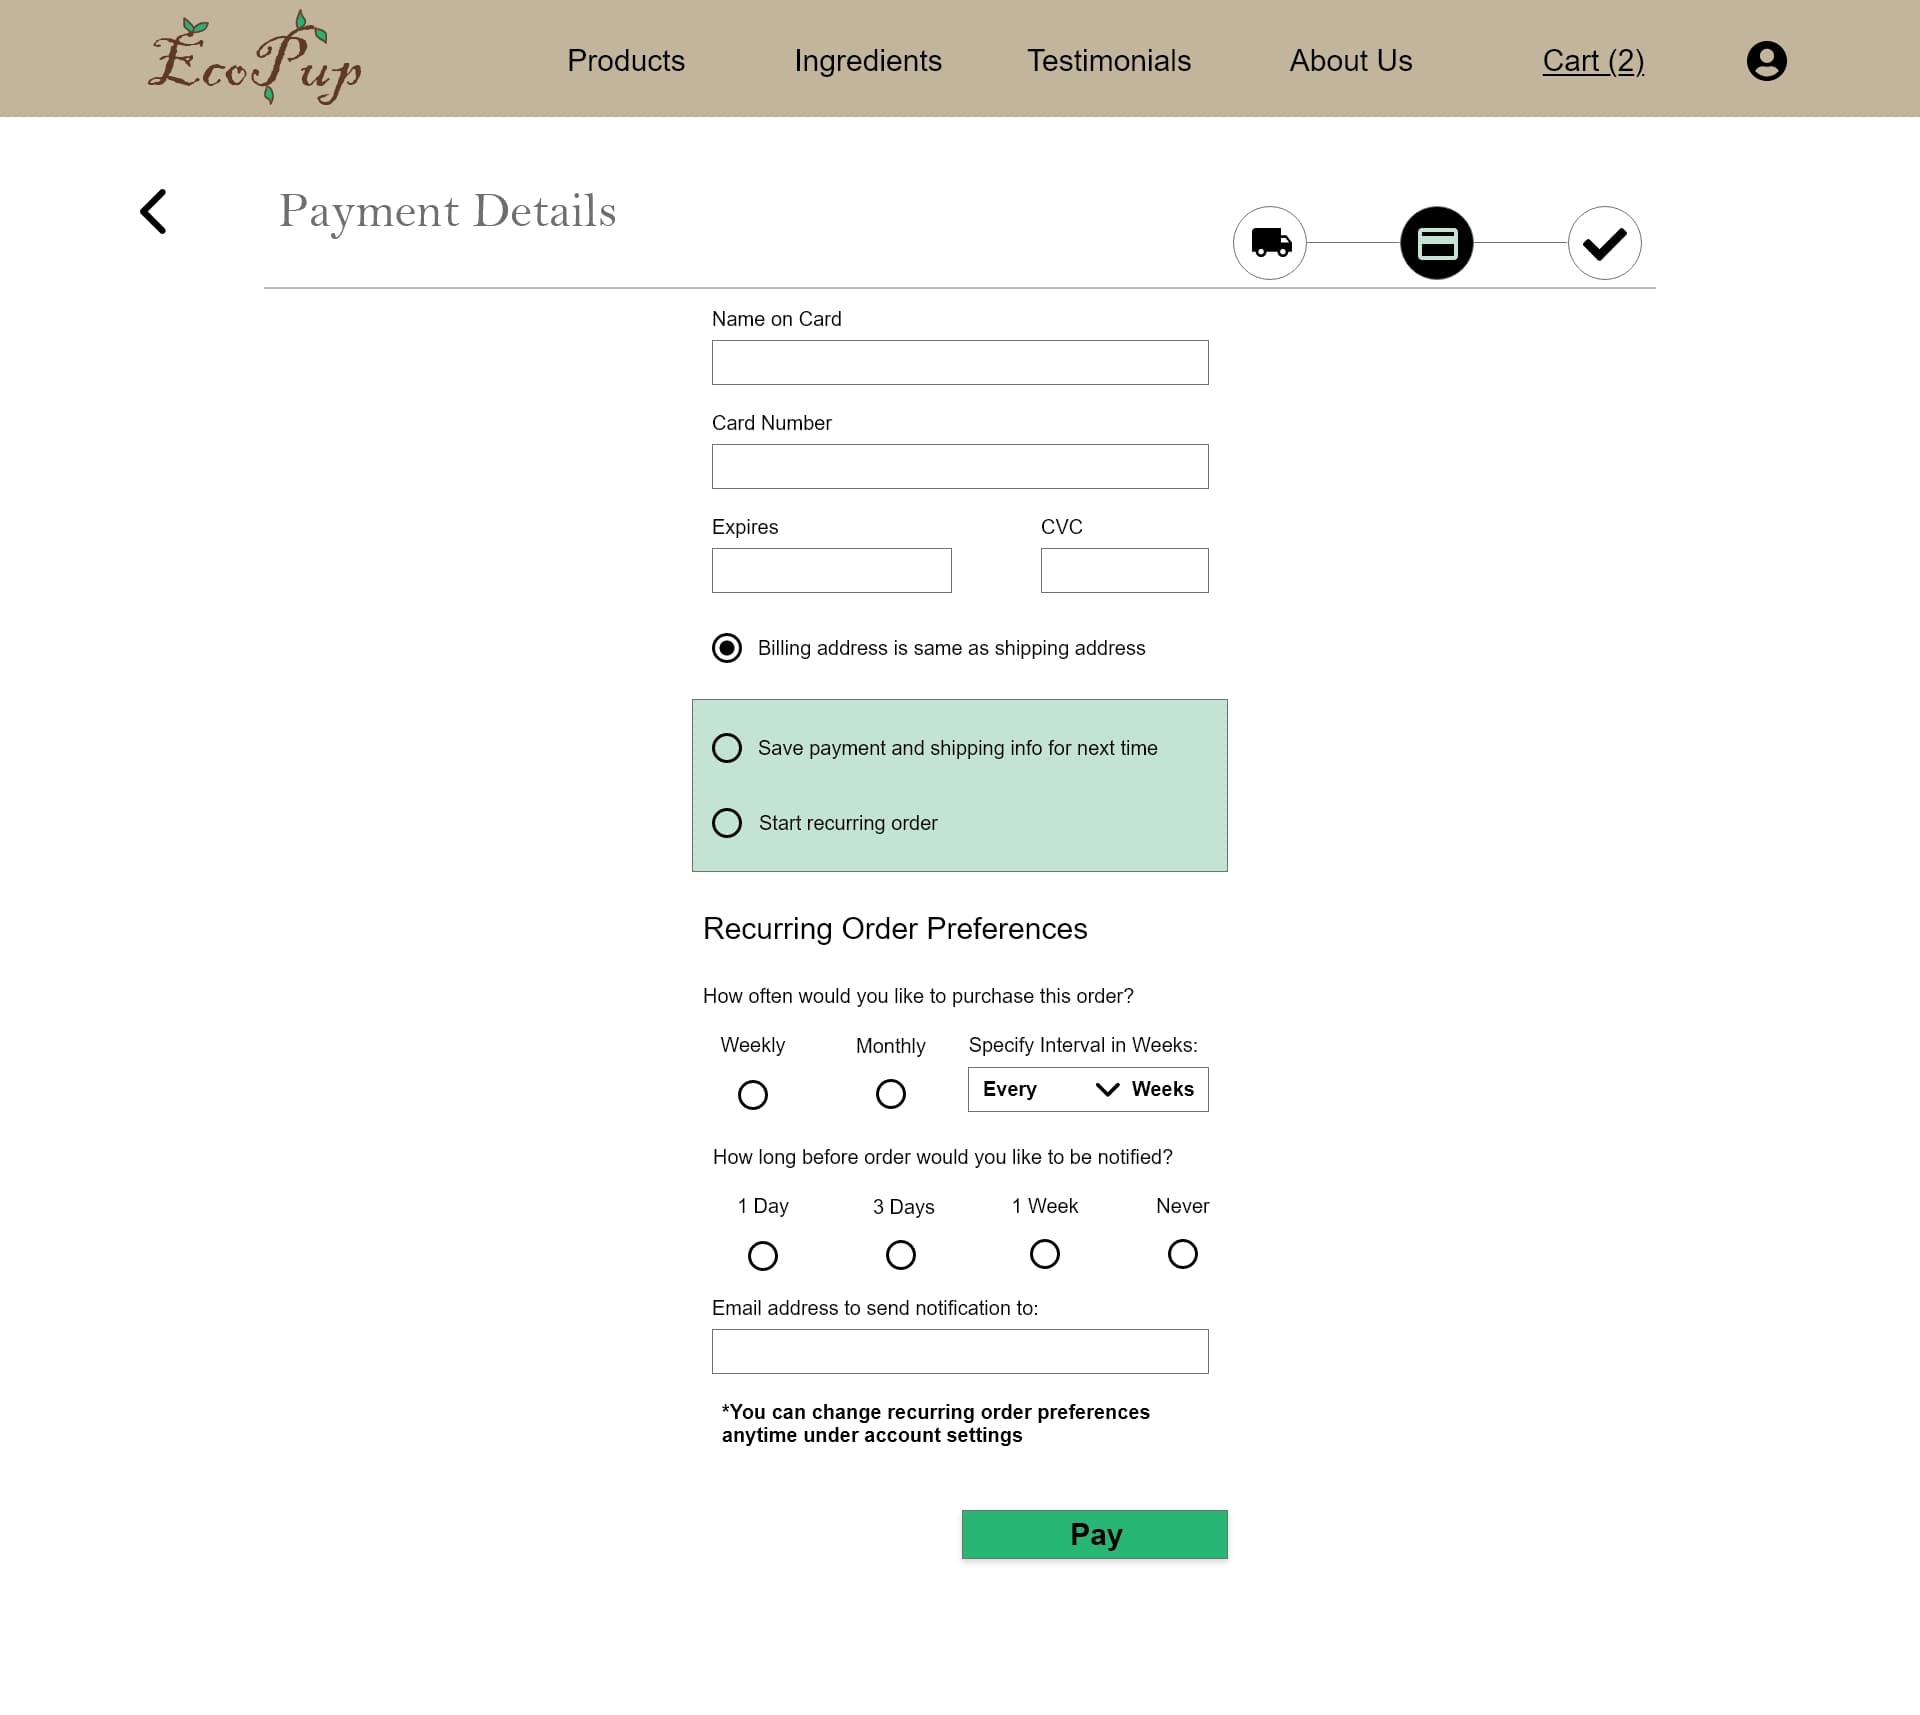 EcoPup
Products Ingredients Testimonials About Us Cart (2)
Payment Details
Name on Card
Card Number
Expires CVC
Billing address is same as shipping address
Save payment and shipping info for next time
Start recurring order
Recurring Order Preferences
How often would you like to purchase this order?
Weekly Monthly Specify Interval in Weeks:
Every Weeks
How long before order would you like to be notified?
1 Day 3 Days 1 Week Never
Email address to send notification to:
*You can change recurring order preferences
anytime under account settings
Pay